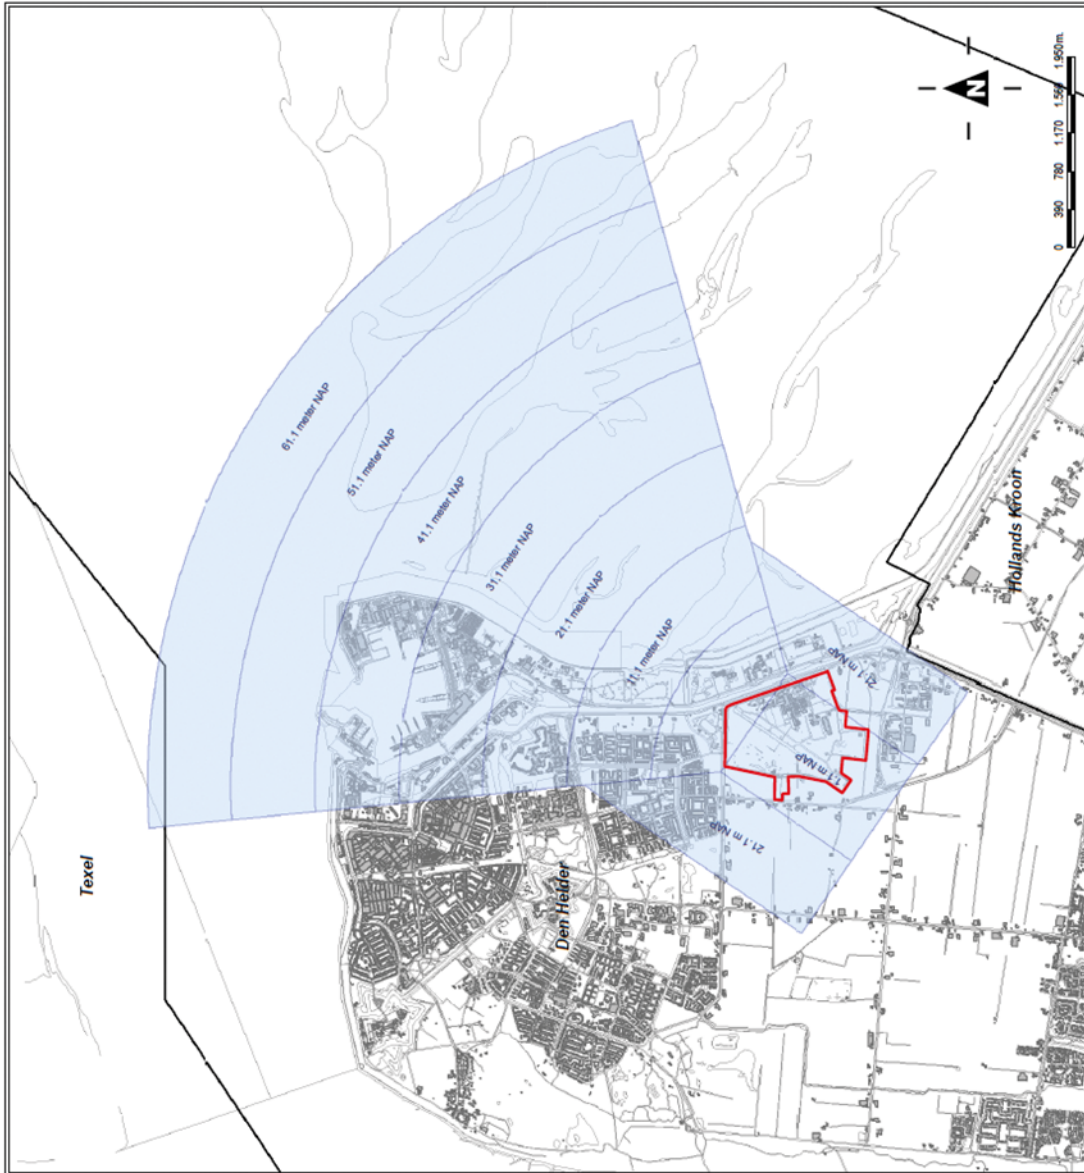 N
0 390 780 1.170 1.560 1.950m.
Texel
61.1 meter NAP
51.1 meter NAP
41.1 meter NAP
31.1 meter NAP
21.1 meter NAP
11.1 meter NAP
21.1 m NAP
1.1 m NAP
21.1 m NAP
Den Helder
Hollands Kroon